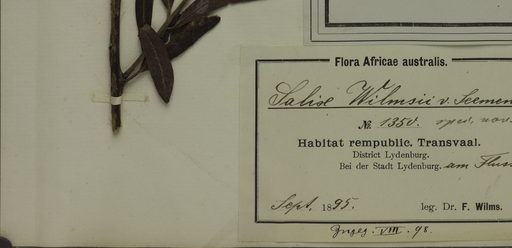 Flora Africae australis.
Salix Wilmsii v. Seemen
№ 1350. spec. nov.
Habitat rempublic. Transvaal.
District Lydenburg.
Bei der Stadt Lydenburg. am Fluss
Sept. 1895. leg. Dr. F. Wilms.
VIII. 98.